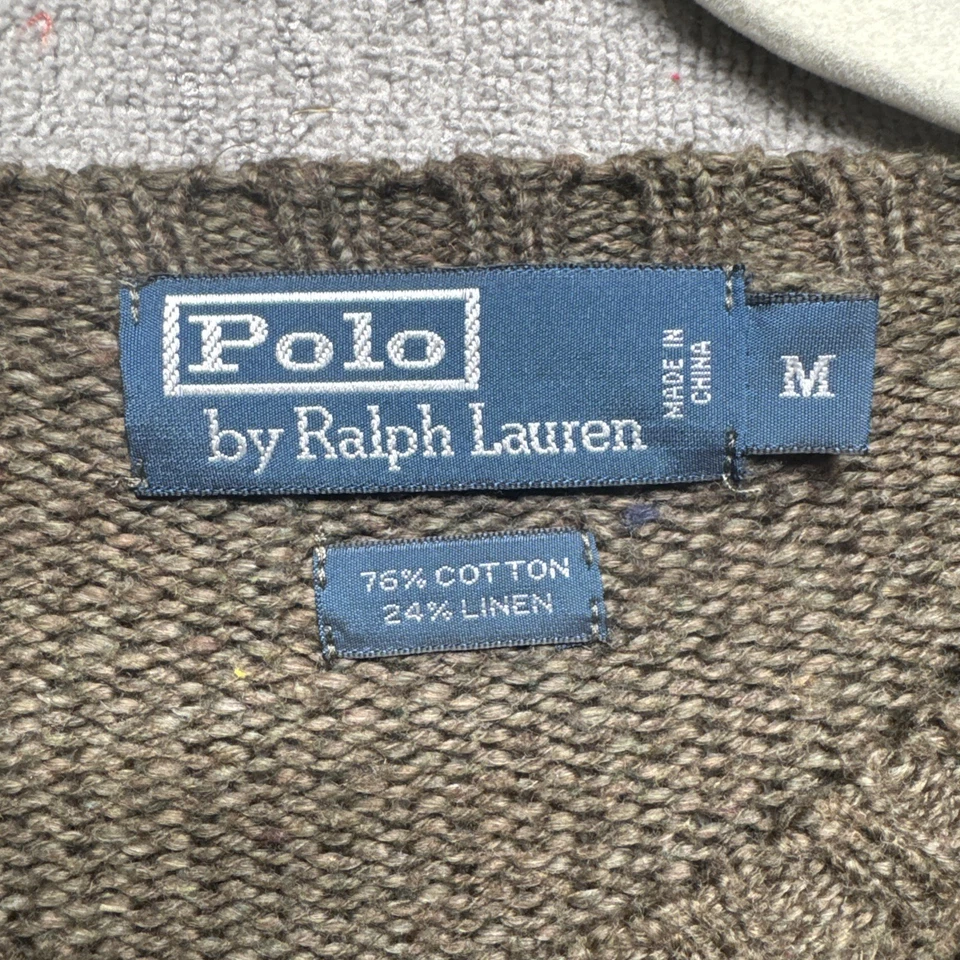 Polo
by Ralph Lauren
MADE IN
CHINA
M
76% COTTON
24% LINEN